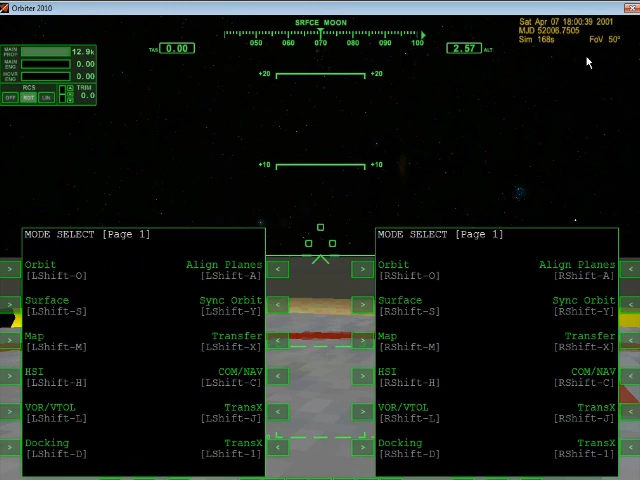 Orbiter 2010
SRFCE MOON
Sat Apr 07 18:00:39 2001
MJD 52006.7505
Sim 168s
FoV 50°
050 060 070 080 090 100
TAS 0.00
2.57 ALT
MAIN PROP 12.9k
MAIN ENG 0.00
HOVR ENG 0.00
RCS
TRIM
OFF ROT LIN
0.0
+20 +20
+10 +10
MODE SELECT [Page 1]
Orbit Align Planes
[LShift-O] [LShift-A]
Surface Sync Orbit
[LShift-S] [LShift-Y]
Map Transfer
[LShift-M] [LShift-X]
HSI COM/NAV
[LShift-H] [LShift-C]
VOR/VTOL TransX
[LShift-L] [LShift-J]
Docking TransX
[LShift-D] [LShift-1]
MODE SELECT [Page 1]
Orbit Align Planes
[RShift-O] [RShift-A]
Surface Sync Orbit
[RShift-S] [RShift-Y]
Map Transfer
[RShift-M] [RShift-X]
HSI COM/NAV
[RShift-H] [RShift-C]
VOR/VTOL TransX
[RShift-L] [RShift-J]
Docking TransX
[RShift-D] [RShift-1]